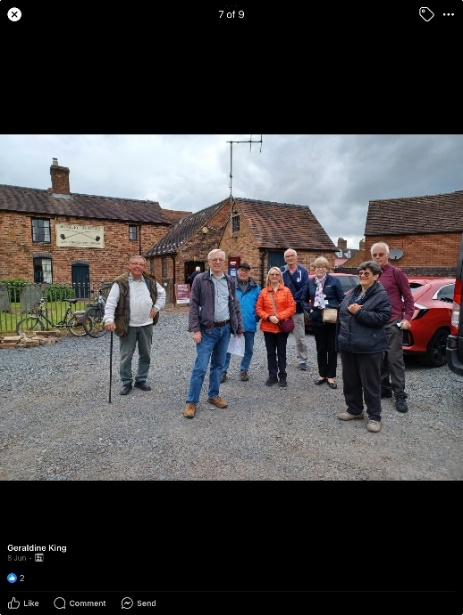 7 of 9
Geraldine King
8 Jun
2
Like
Comment
Send